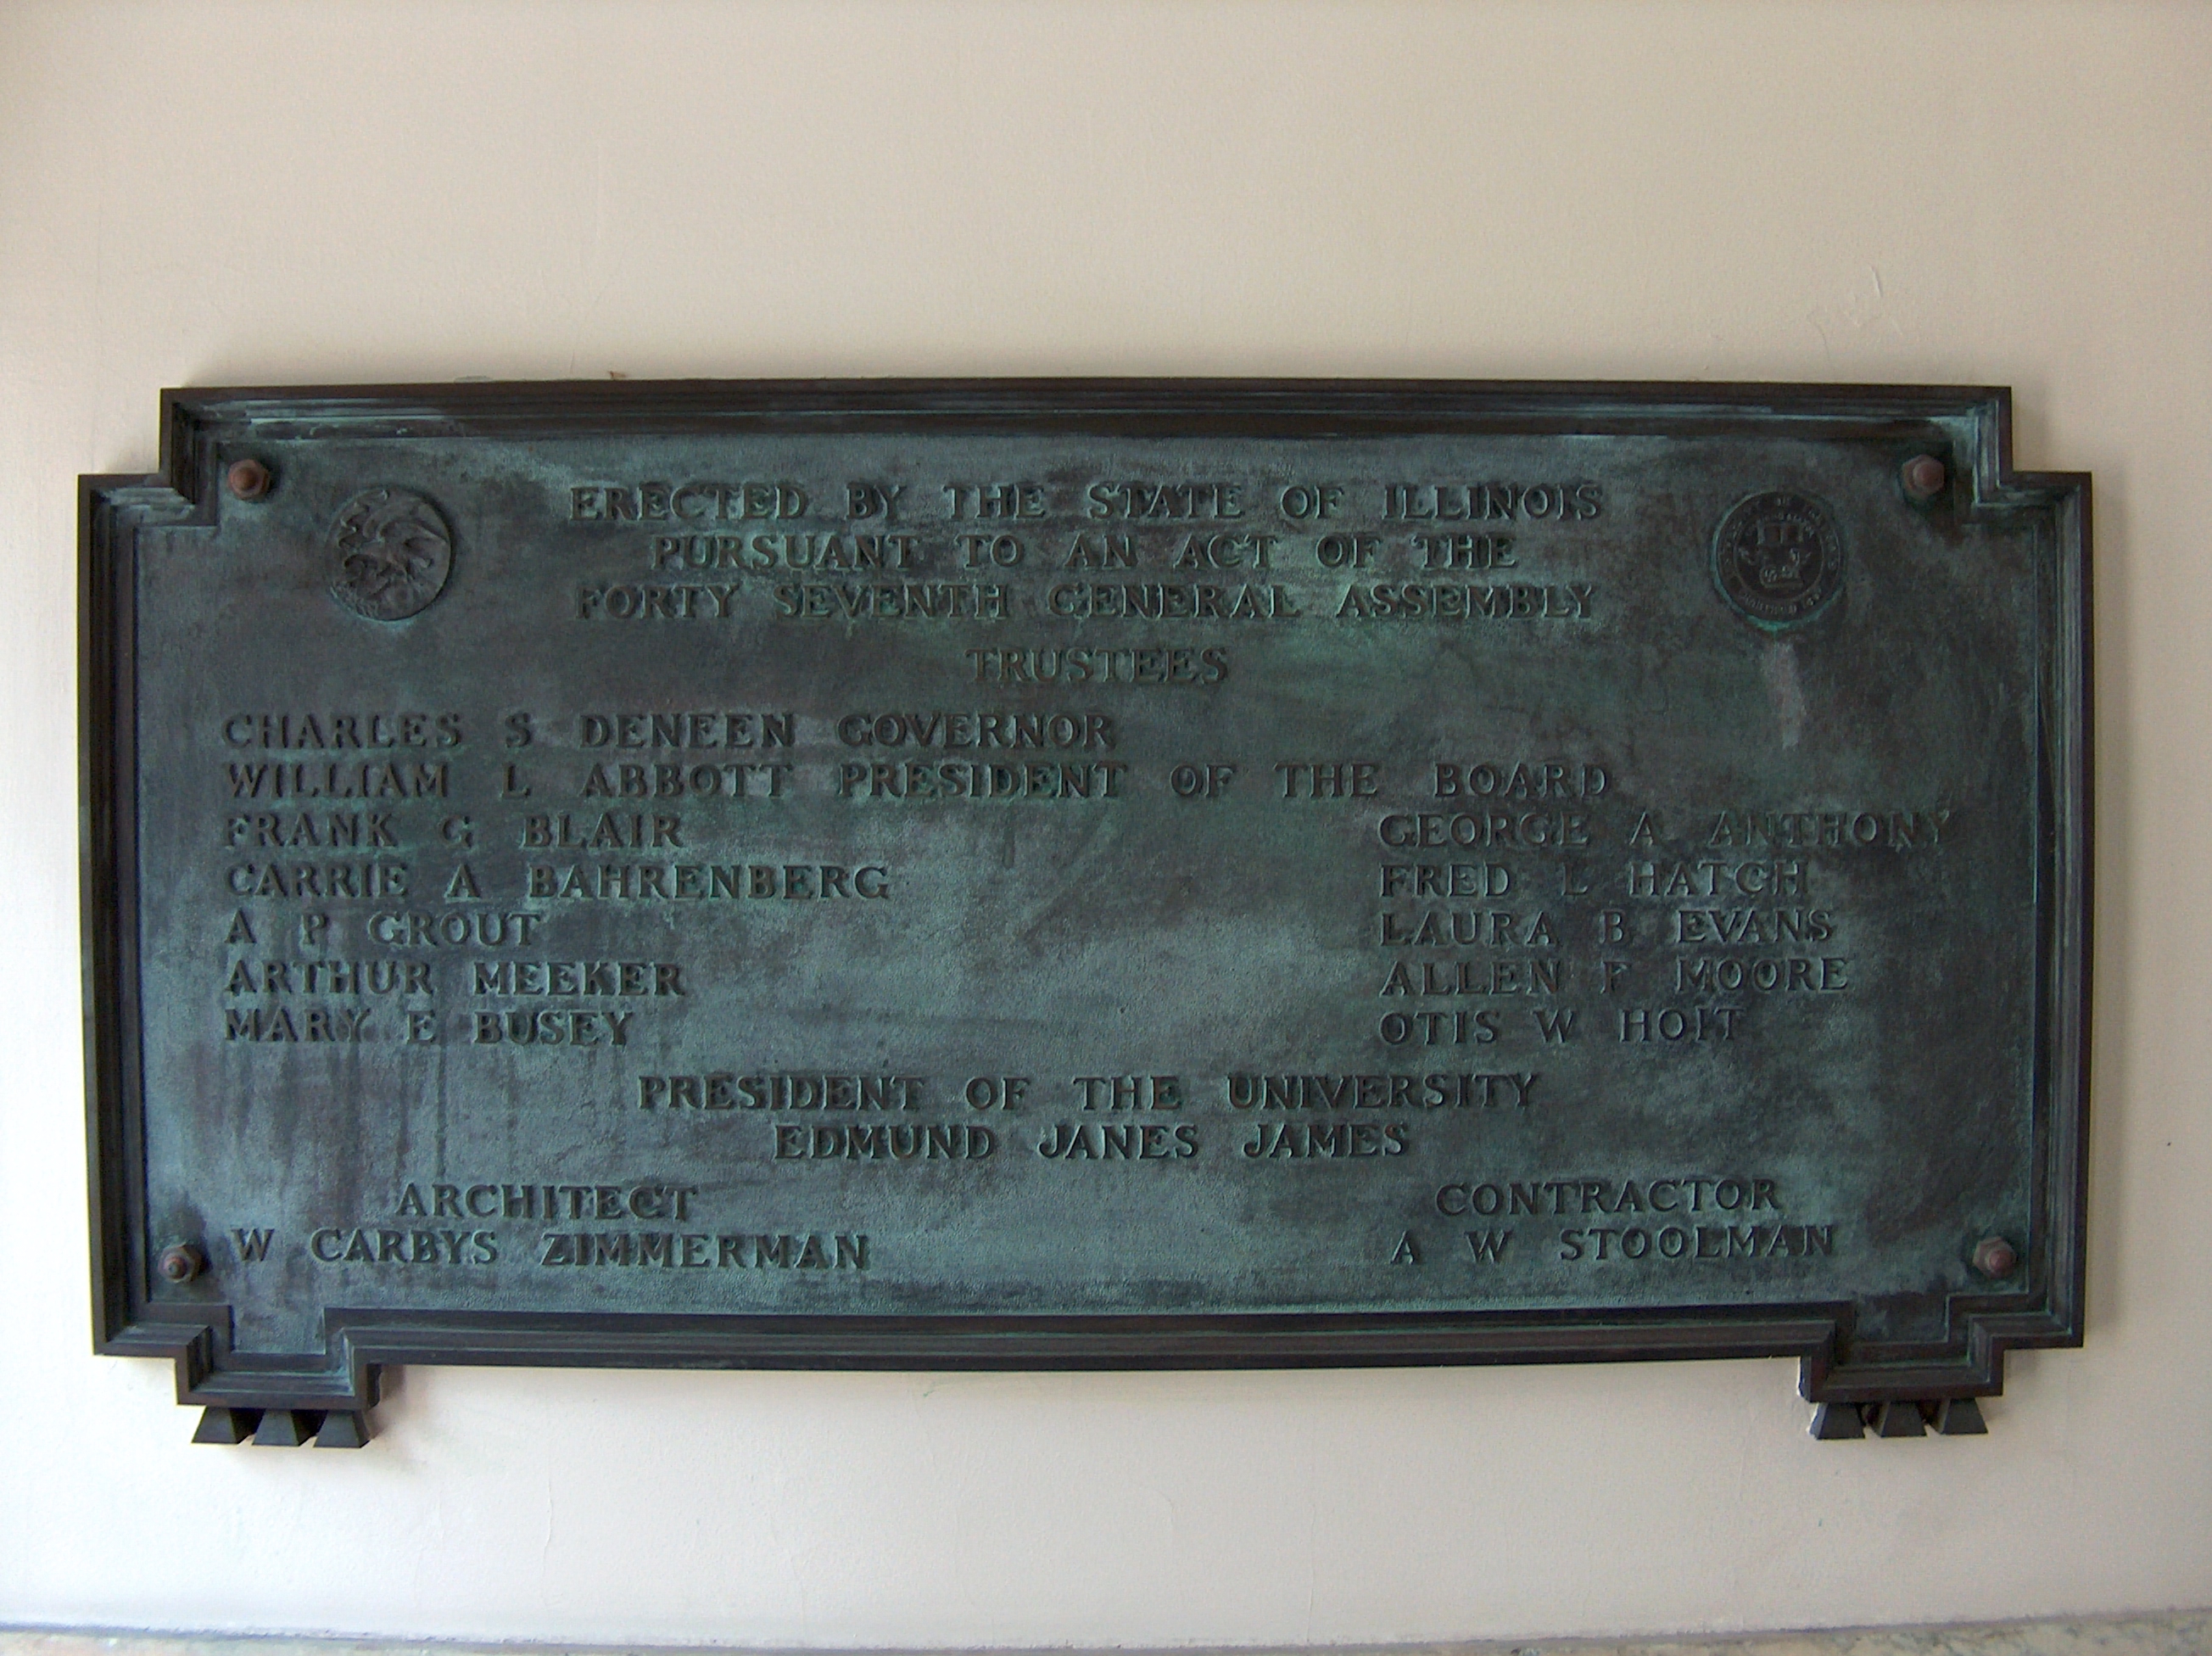 ERECTED BY THE STATE OF ILLINOIS
PURSUANT TO AN ACT OF THE
FORTY SEVENTH GENERAL ASSEMBLY
TRUSTEES
CHARLES S DENEEN GOVERNOR
WILLIAM L ABBOTT PRESIDENT OF THE BOARD
FRANK G BLAIR
CARRIE A BAHRENBERG
A P GROUT
ARTHUR MEEKER
MARY E BUSEY
GEORGE A ANTHONY
FRED L HATCH
LAURA B EVANS
ALLEN F MOORE
OTIS W HOIT
PRESIDENT OF THE UNIVERSITY
EDMUND JANES JAMES
ARCHITECT
W CARBYS ZIMMERMAN
CONTRACTOR
A W STOOLMAN